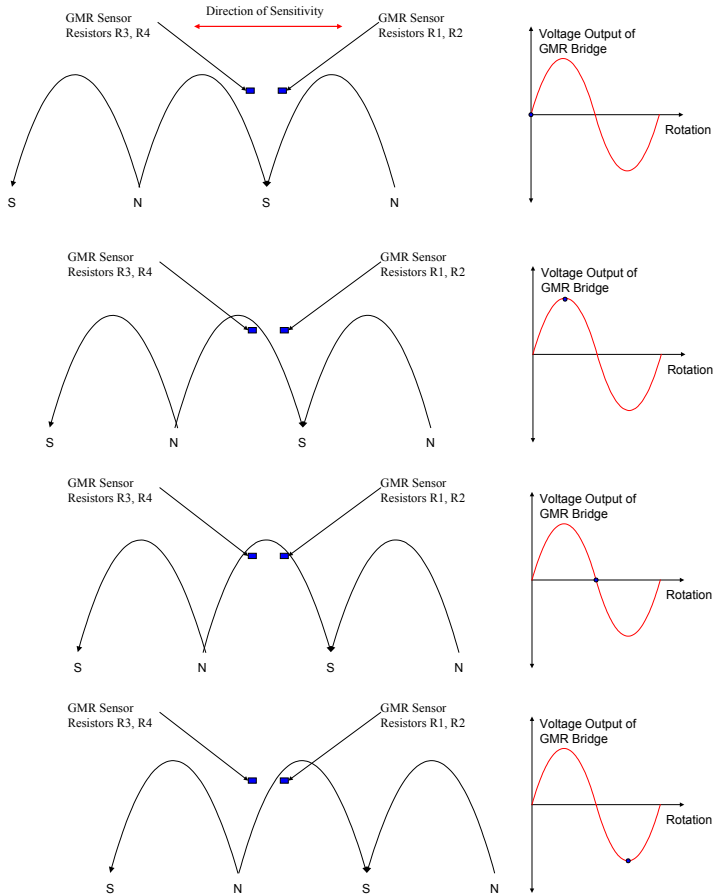 GMR Sensor
Resistors R3, R4
Direction of Sensitivity
GMR Sensor
Resistors R1, R2
S
N
S
N
Voltage Output of
GMR Bridge
Rotation
GMR Sensor
Resistors R3, R4
GMR Sensor
Resistors R1, R2
S
N
S
N
Voltage Output of
GMR Bridge
Rotation
GMR Sensor
Resistors R3, R4
GMR Sensor
Resistors R1, R2
S
N
S
N
Voltage Output of
GMR Bridge
Rotation
GMR Sensor
Resistors R3, R4
GMR Sensor
Resistors R1, R2
S
N
S
N
Voltage Output of
GMR Bridge
Rotation